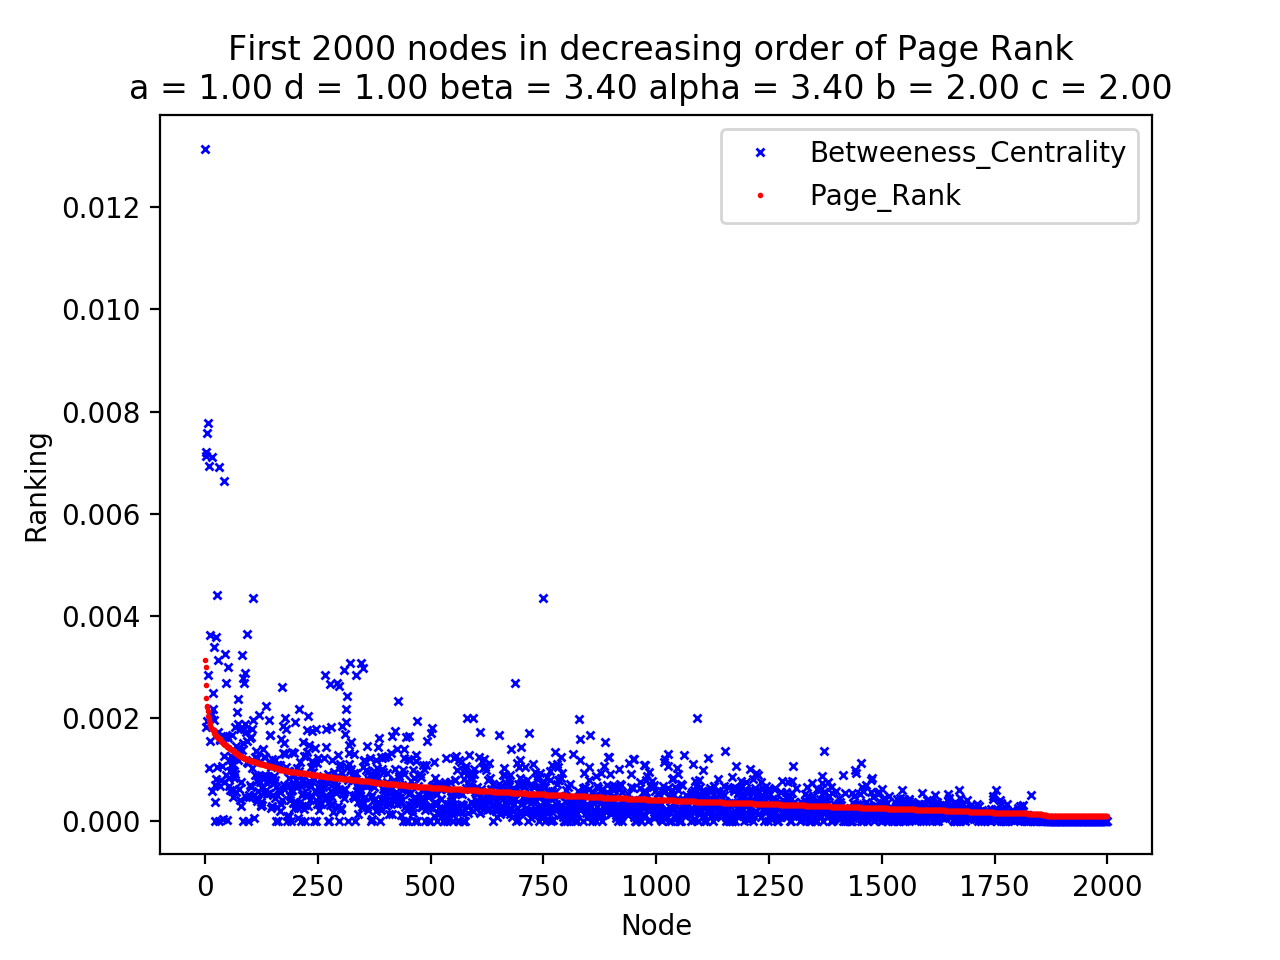 First 2000 nodes in decreasing order of Page Rank
a = 1.00 d = 1.00 beta = 3.40 alpha = 3.40 b = 2.00 c = 2.00
Betweeness_Centrality
Page_Rank
0.012
0.010
0.008
0.006
0.004
0.002
0.000
Ranking
0 250 500 750 1000 1250 1500 1750 2000
Node